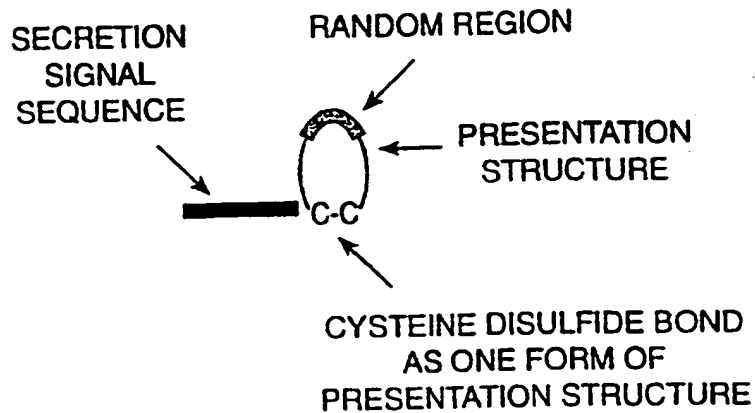 SECRETION
SIGNAL
SEQUENCE
RANDOM REGION
PRESENTATION
STRUCTURE
C-C
CYSTEINE DISULFIDE BOND
AS ONE FORM OF
PRESENTATION STRUCTURE